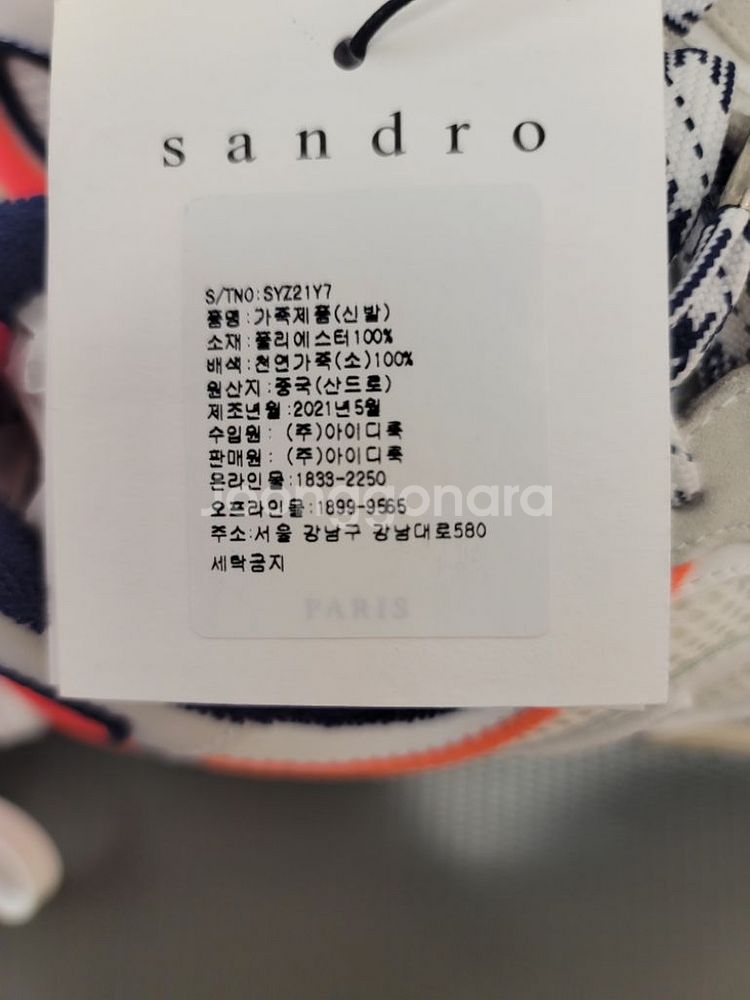 sandro
S/TNO:SYZ21Y7
품명:가죽제품(신발)
소재:폴리에스터100%
배색:천연가죽(소)100%
원산지:중국(산드로)
제조년월:2021년5월
수입원: (주)아이디룩
판매원: (주)아이디룩
온라인몰:1833-2250
오프라인몰:1899-9565
joonggonara
주소:서울 강남구 강남대로580
세탁금지
PARIS